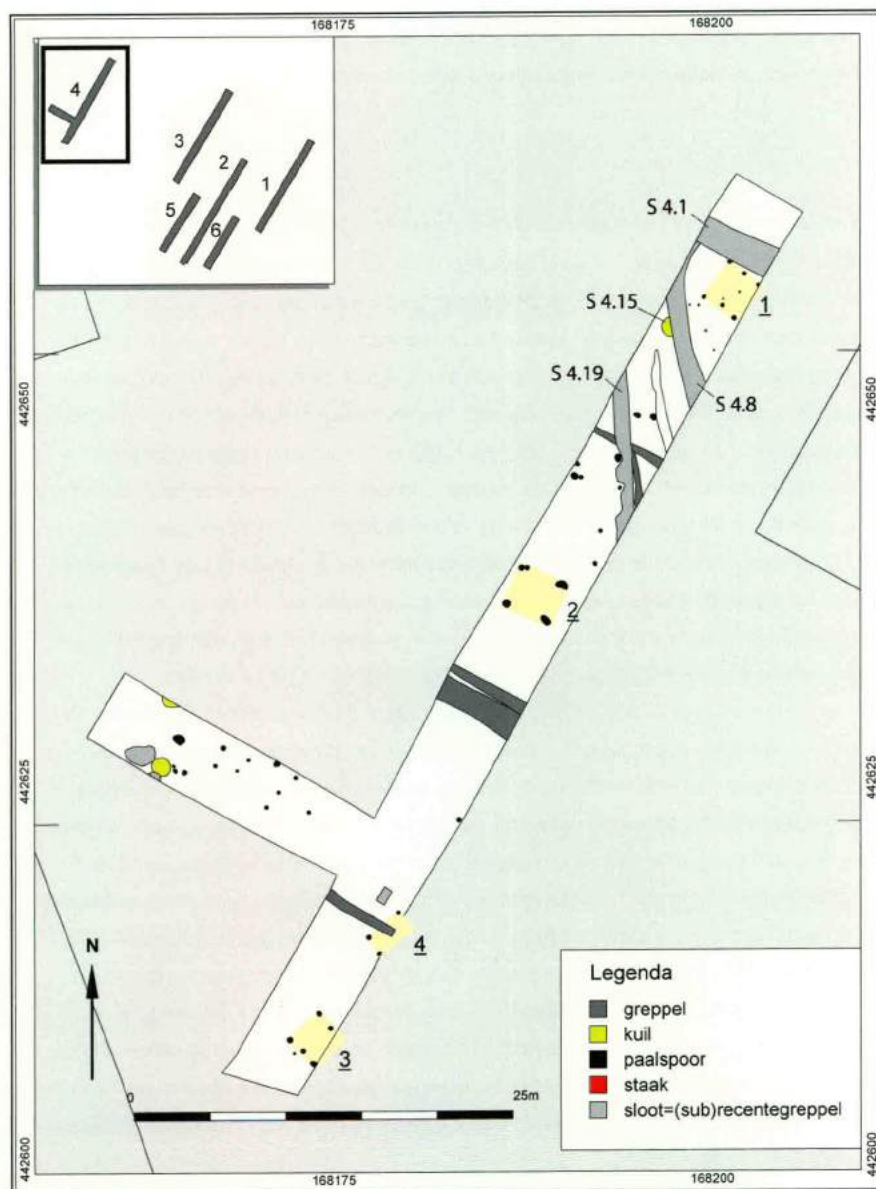 168175
168200
4
3
2
1
5
6
S 4.1
1
S 4.15
442650
442650
S 4.19
S 4.8
2
442625
442625
4
N
3
Legenda
greppel
kuil
paalspoor
staak
sloot=(sub)recentegreppel
0
25m
442600
442600
168175
168200